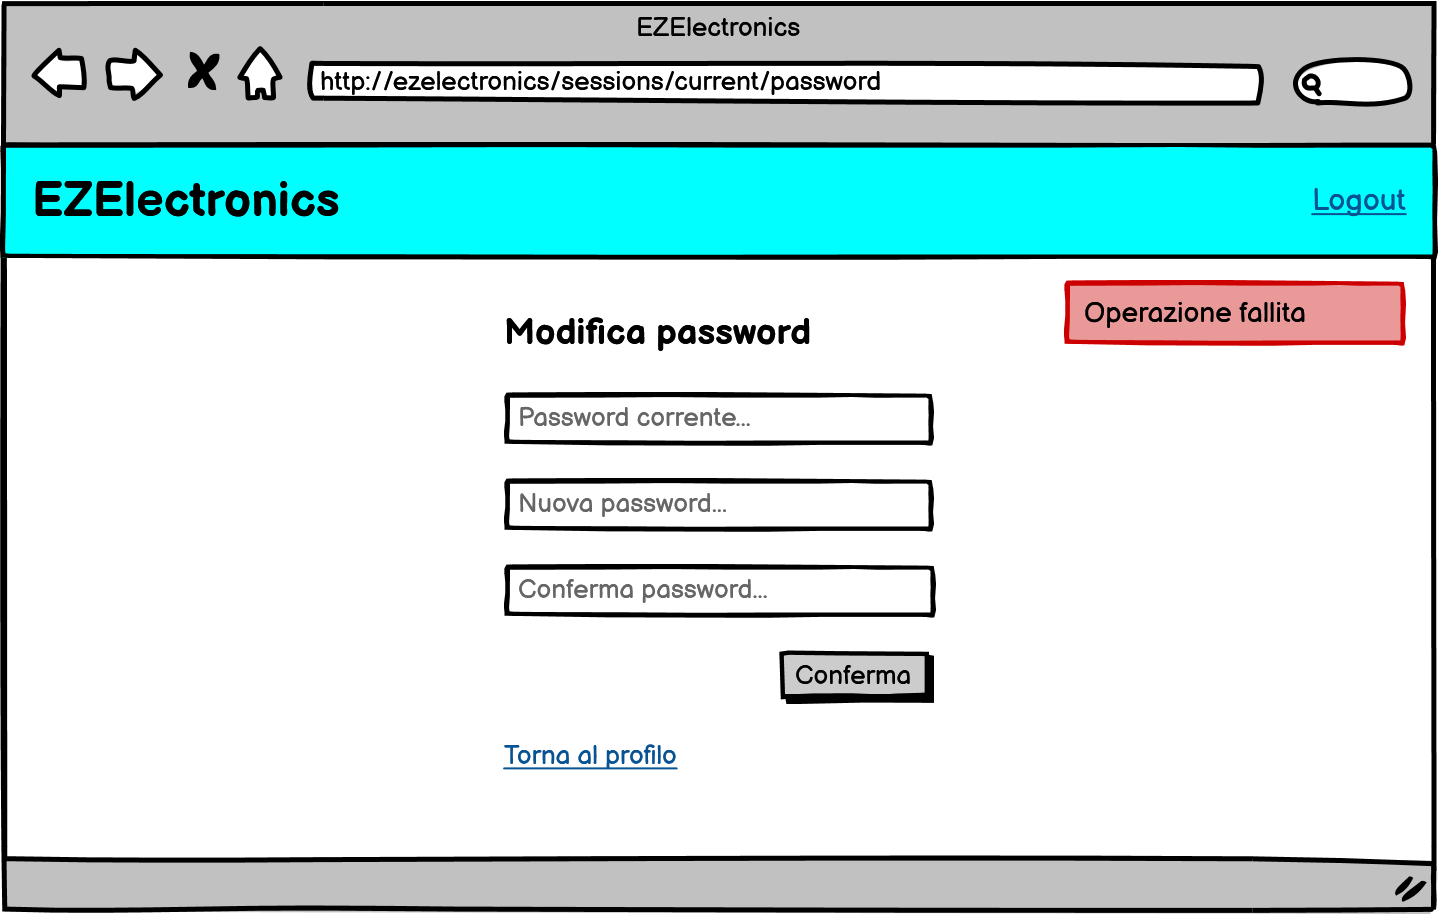 EZElectronics
http://ezelectronics/sessions/current/password
EZElectronics
Logout
Operazione fallita
Modifica password
Password corrente...
Nuova password...
Conferma password...
Conferma
Torna al profilo